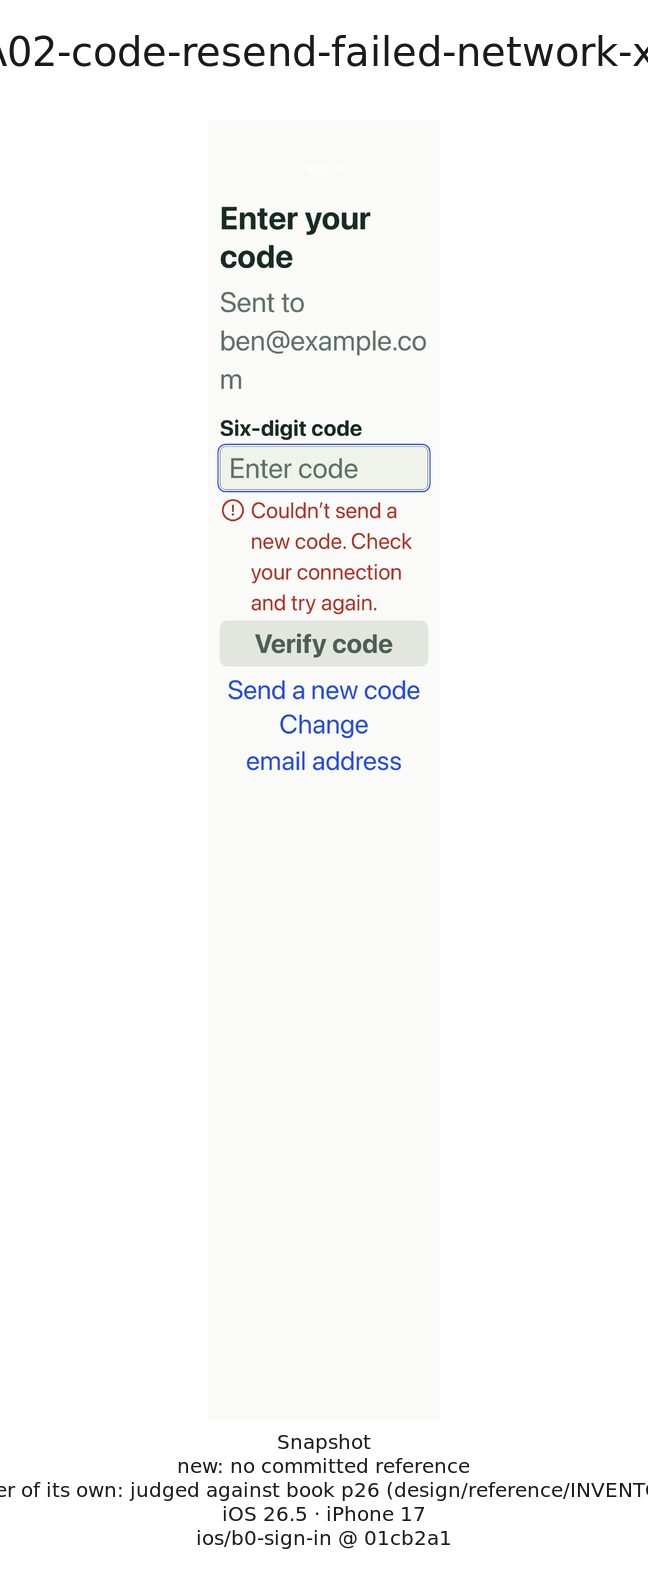 A02-code-resend-failed-network-x
Sign in
Enter your
code
Sent to
ben@example.co
m
Six-digit code
Enter code
Couldn’t send a
new code. Check
your connection
and try again.
Verify code
Send a new code
Change
email address
Snapshot
new: no committed reference
er of its own: judged against book p26 (design/reference/INVENTO
iOS 26.5 · iPhone 17
ios/b0-sign-in @ 01cb2a1